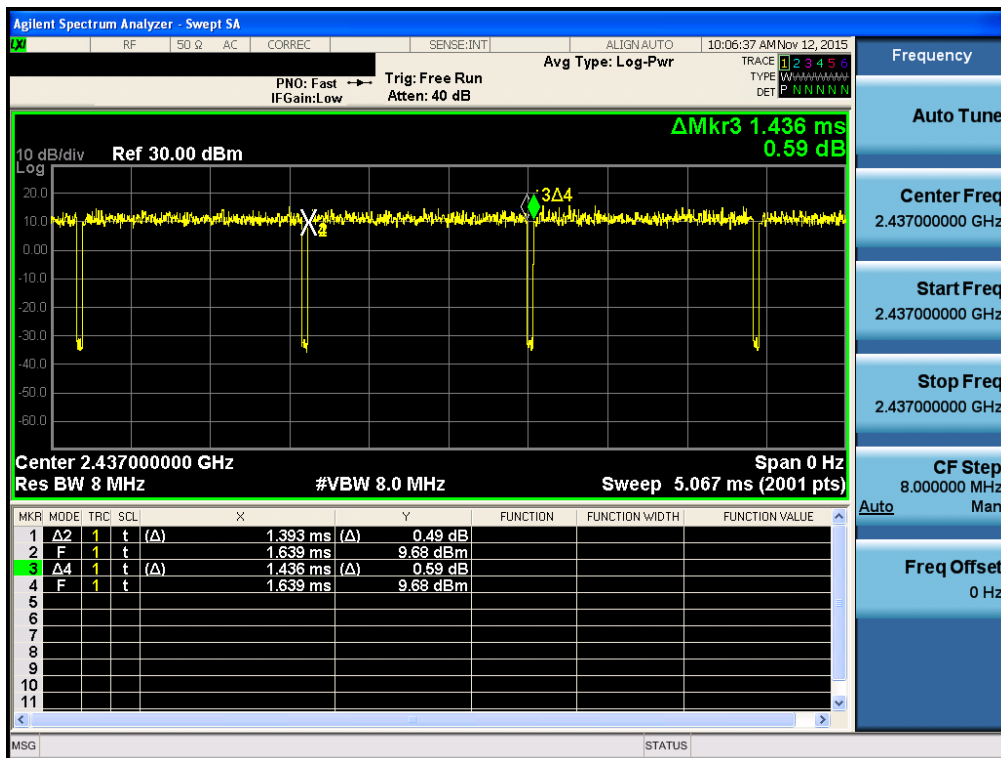 Agilent Spectrum Analyzer - Swept SA
LXI RF 50 Ω AC CORREC SENSE:INT ALIGN AUTO 10:06:37 AM Nov 12, 2015
Frequency
Avg Type: Log-Pwr TRACE 1 2 3 4 5 6
PNO: Fast Trig: Free Run TYPE WWWWWW
IFGain:Low Atten: 40 dB DET P N N N N N
Auto Tune
ΔMkr3 1.436 ms
0.59 dB
10 dB/div Ref 30.00 dBm
Log
20.0
10.0
0.00
-10.0
-20.0
-30.0
-40.0
-50.0
-60.0
3Δ4
Center Freq
2.437000000 GHz
Start Freq
2.437000000 GHz
Stop Freq
2.437000000 GHz
Center 2.437000000 GHz Span 0 Hz
Res BW 8 MHz #VBW 8.0 MHz Sweep 5.067 ms (2001 pts)
CF Step
8.000000 MHz
Auto Man
Freq Offset
0 Hz
MKR MODE TRC SCL X Y FUNCTION FUNCTION WIDTH FUNCTION VALUE
1 Δ2 1 t (Δ) 1.393 ms (Δ) 0.49 dB
2 F 1 t 1.639 ms 9.68 dBm
3 Δ4 1 t (Δ) 1.436 ms (Δ) 0.59 dB
4 F 1 t 1.639 ms 9.68 dBm
5
6
7
8
9
10
11
MSG STATUS